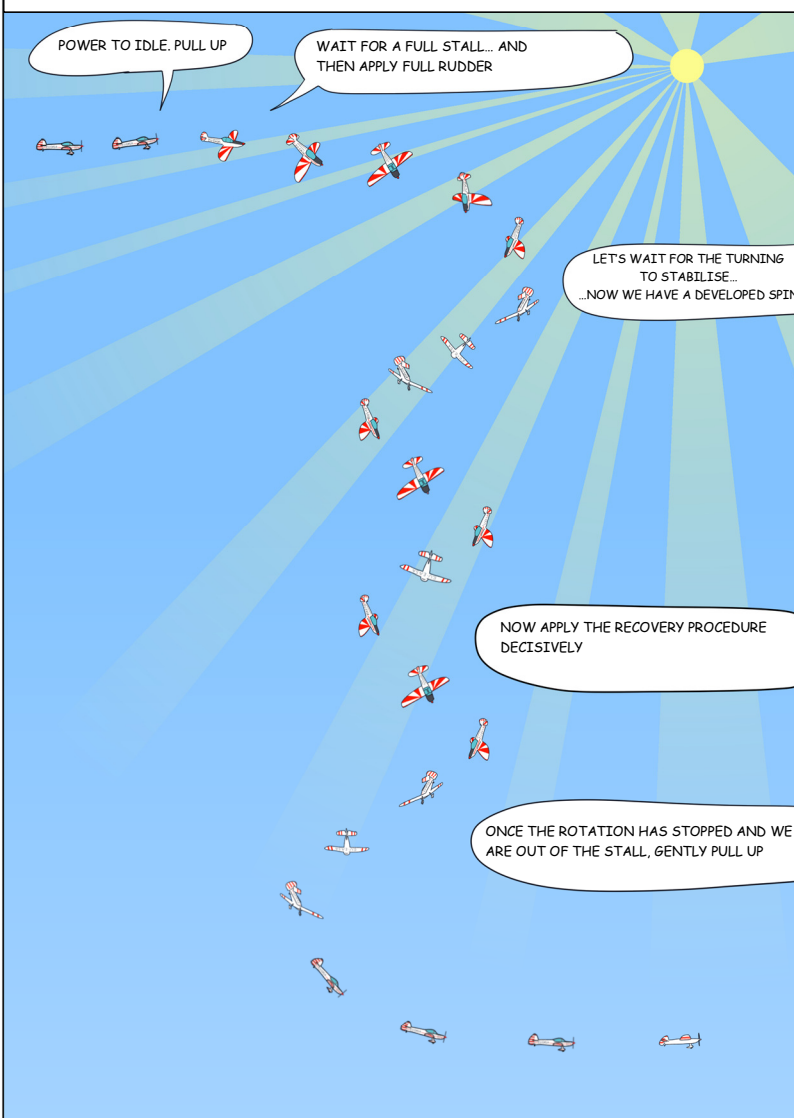 POWER TO IDLE. PULL UP
WAIT FOR A FULL STALL... AND
THEN APPLY FULL RUDDER
LET'S WAIT FOR THE TURNING
TO STABILISE...
...NOW WE HAVE A DEVELOPED SPIN
NOW APPLY THE RECOVERY PROCEDURE
DECISIVELY
ONCE THE ROTATION HAS STOPPED AND WE
ARE OUT OF THE STALL, GENTLY PULL UP